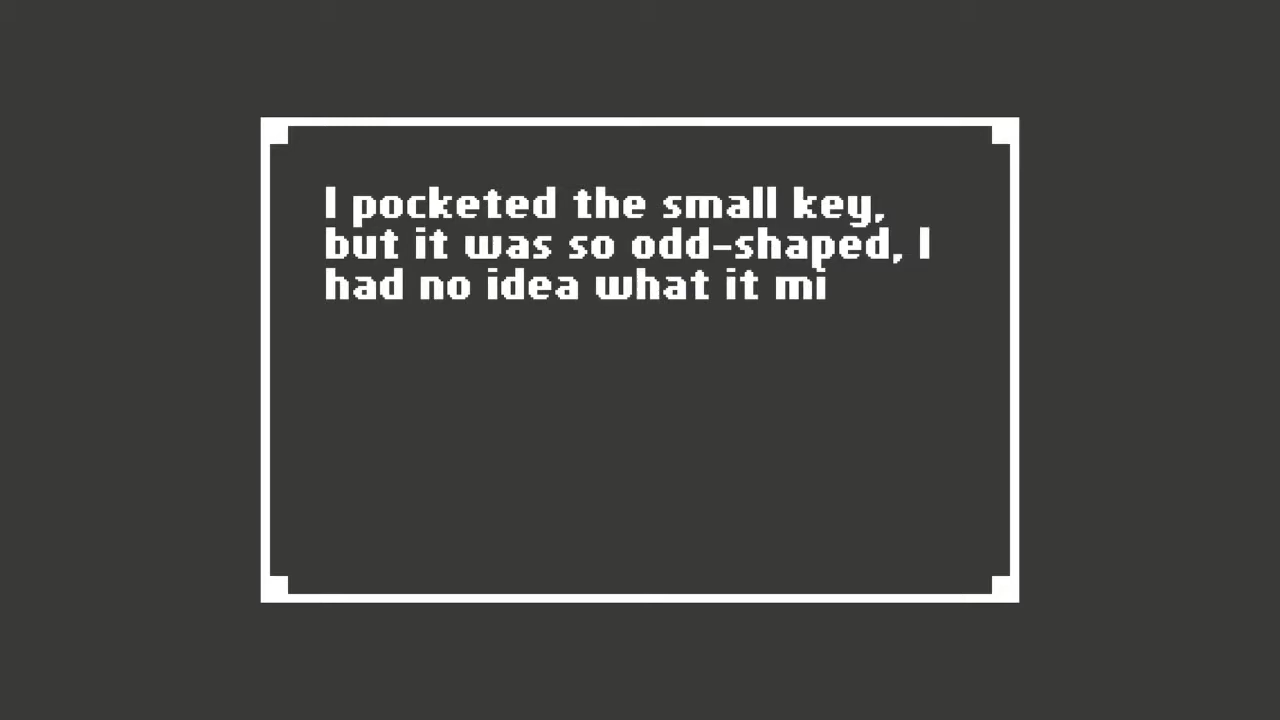 I pocketed the small key,
but it was so odd-shaped, I
had no idea what it mi